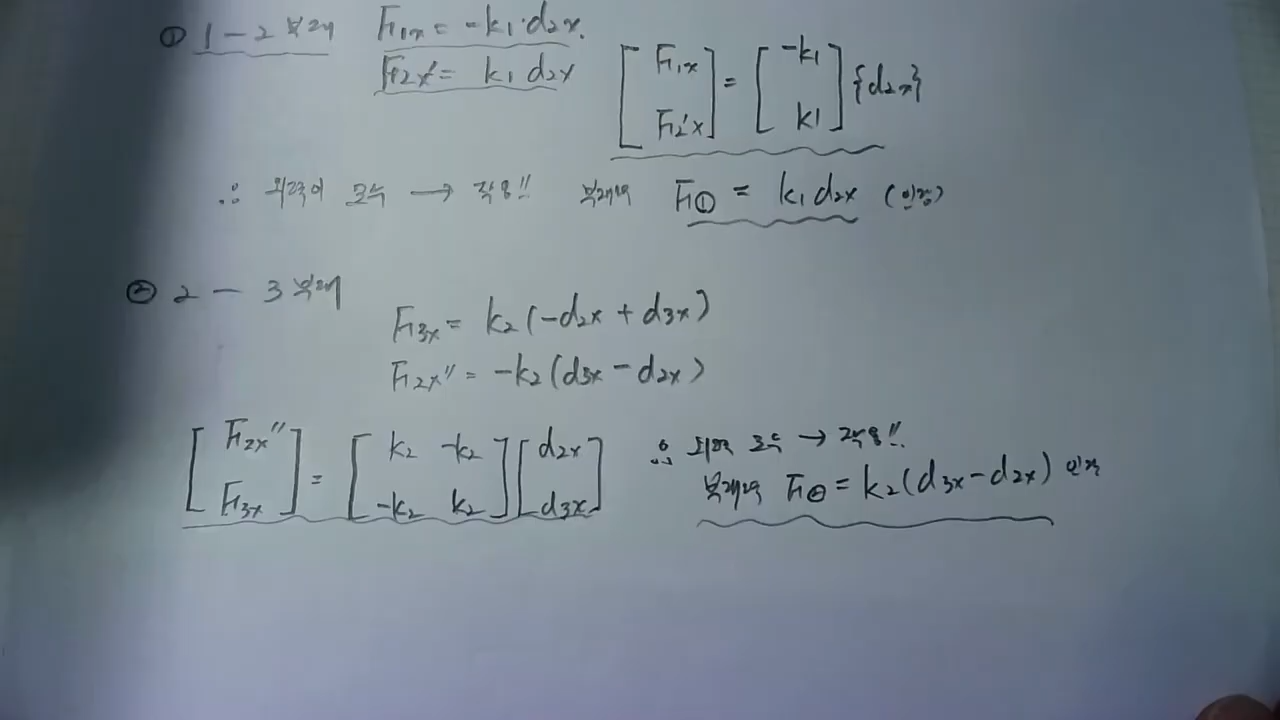 ① 1 - 2 부재 F1x = -k1·d2x.
F2x' = k1 d2x
[F1x F2'x] = [-k1 k1] {d2x}
∴ 외력이 모두 → 작용!! 부재력 F① = k1 d2x (인장)
② 2 - 3 부재
F3x = k2 (-d2x + d3x)
F2x'' = -k2 (d3x - d2x)
[F2x'' F3x] = [k2 -k2 -k2 k2] [d2x d3x]
∴ 외력 모두 → 작용!!
부재력 F② = k2 (d3x - d2x) 인장